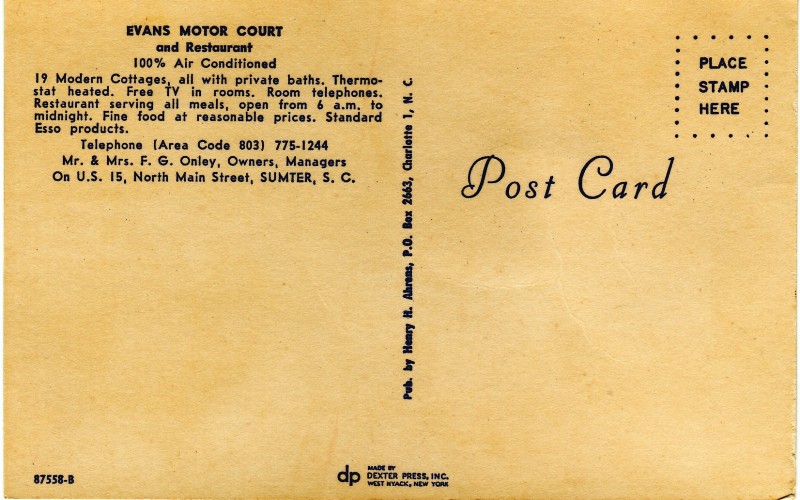 EVANS MOTOR COURT
and Restaurant
100% Air Conditioned
19 Modern Cottages, all with private baths. Thermo-
stat heated. Free TV in rooms. Room telephones.
Restaurant serving all meals, open from 6 a.m. to
midnight. Fine food at reasonable prices. Standard
Esso products.
Telephone (Area Code 803) 775-1244
Mr. & Mrs. F. G. Onley, Owners, Managers
On U.S. 15, North Main Street, SUMTER, S. C.
Pub. by Henry H. Ahrens, P.O. Box 2663, Charlotte 1, N. C.
PLACE
STAMP
HERE
Post Card
87558-B
dp
MADE BY
DEXTER PRESS, INC.
WEST NYACK, NEW YORK